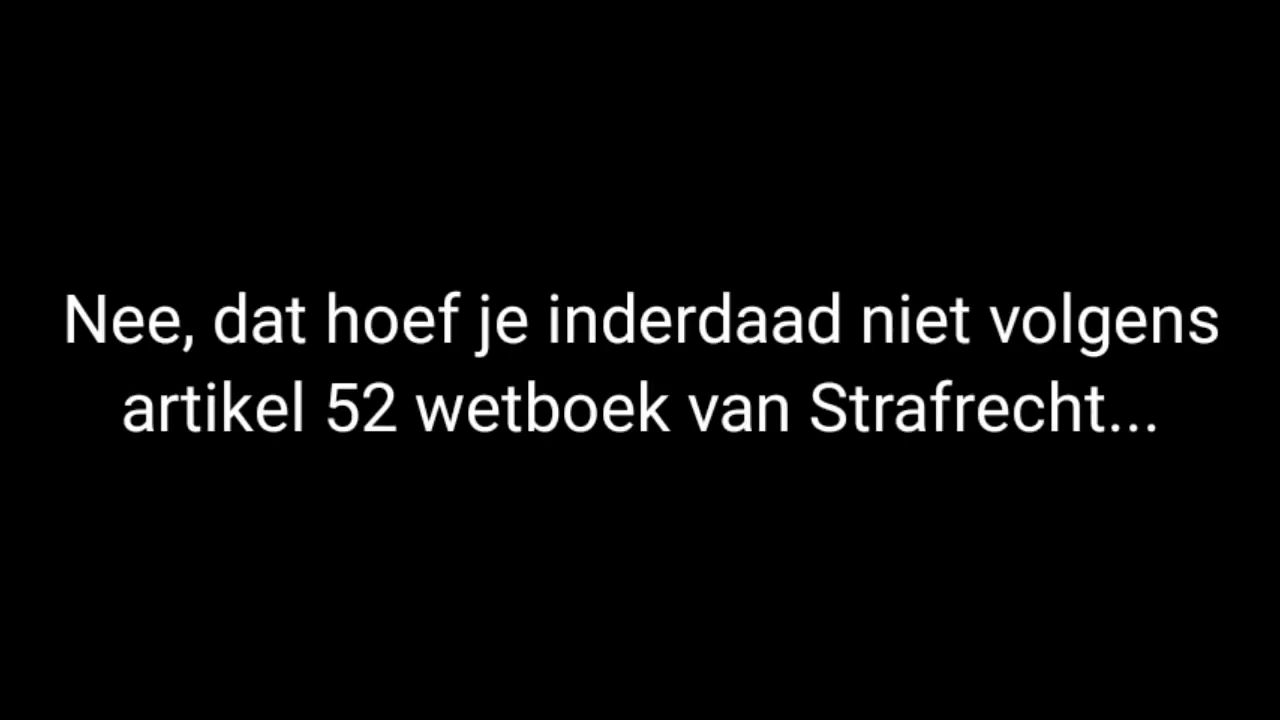 Nee, dat hoef je inderdaad niet volgens
artikel 52 wetboek van Strafrecht...